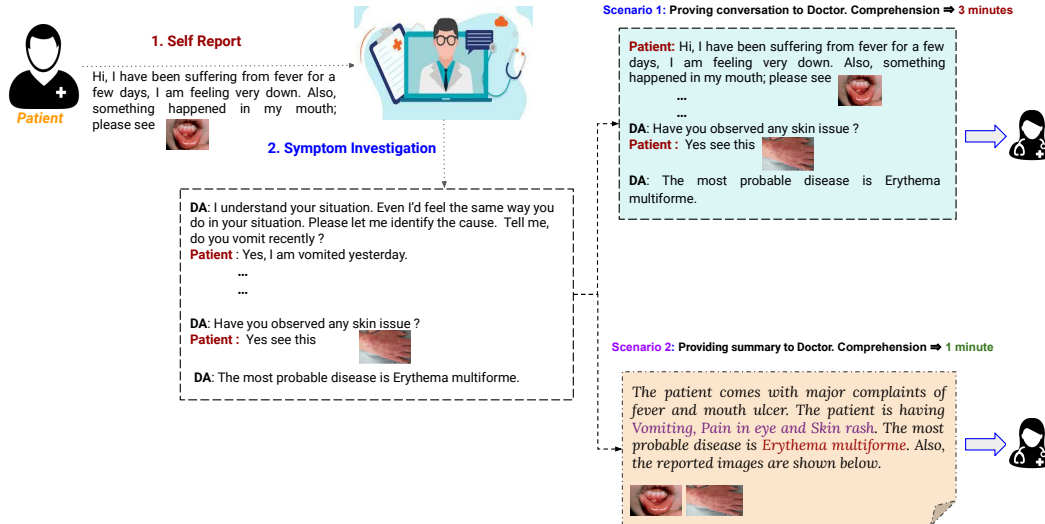 1. Self Report
Patient
Hi, I have been suffering from fever for a
few days, I am feeling very down. Also,
something happened in my mouth;
please see
2. Symptom Investigation
DA: I understand your situation. Even I'd feel the same way you
do in your situation. Please let me identify the cause. Tell me,
do you vomit recently ?
Patient : Yes, I am vomited yesterday.
...
...
DA: Have you observed any skin issue ?
Patient : Yes see this
DA: The most probable disease is Erythema multiforme.
Scenario 1: Proving conversation to Doctor. Comprehension ⇒ 3 minutes
Patient: Hi, I have been suffering from fever for a few
days, I am feeling very down. Also, something
happened in my mouth; please see
...
...
DA: Have you observed any skin issue ?
Patient : Yes see this
DA: The most probable disease is Erythema
multiforme.
Scenario 2: Providing summary to Doctor. Comprehension ⇒ 1 minute
The patient comes with major complaints of
fever and mouth ulcer. The patient is having
Vomiting, Pain in eye and Skin rash. The most
probable disease is Erythema multiforme. Also,
the reported images are shown below.